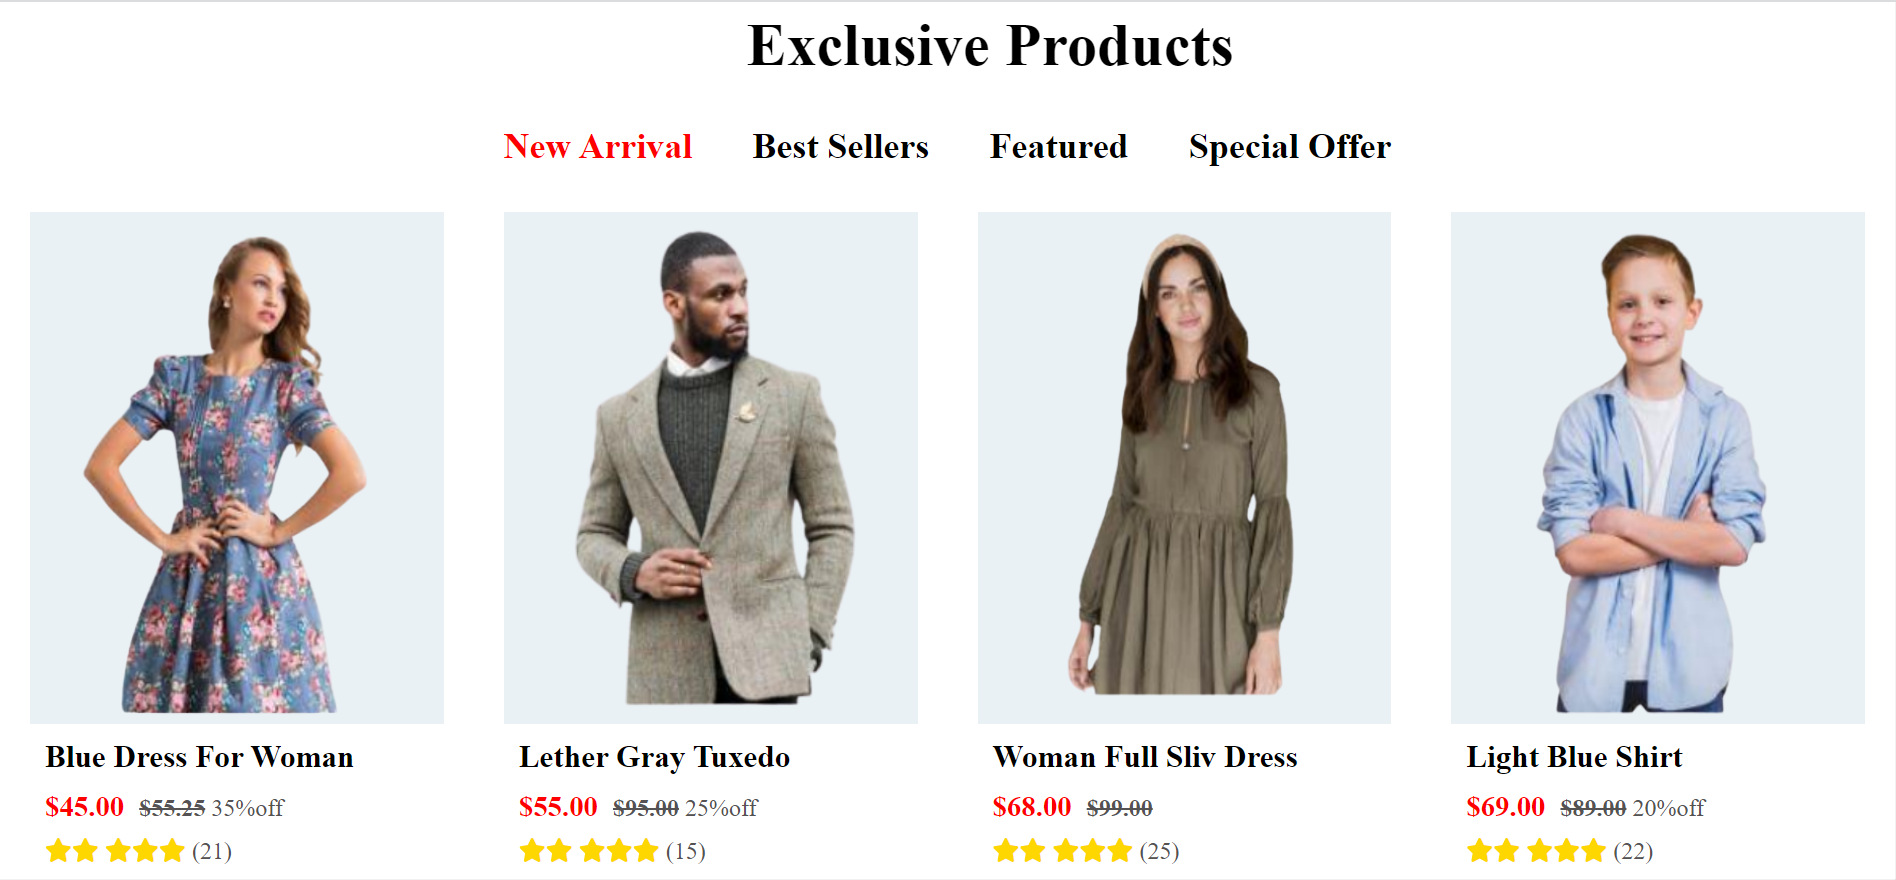 Exclusive Products
New Arrival Best Sellers Featured Special Offer
Blue Dress For Woman
$45.00 $55.25 35%off
(21)
Lether Gray Tuxedo
$55.00 $95.00 25%off
(15)
Woman Full Sliv Dress
$68.00 $99.00
(25)
Light Blue Shirt
$69.00 $89.00 20%off
(22)